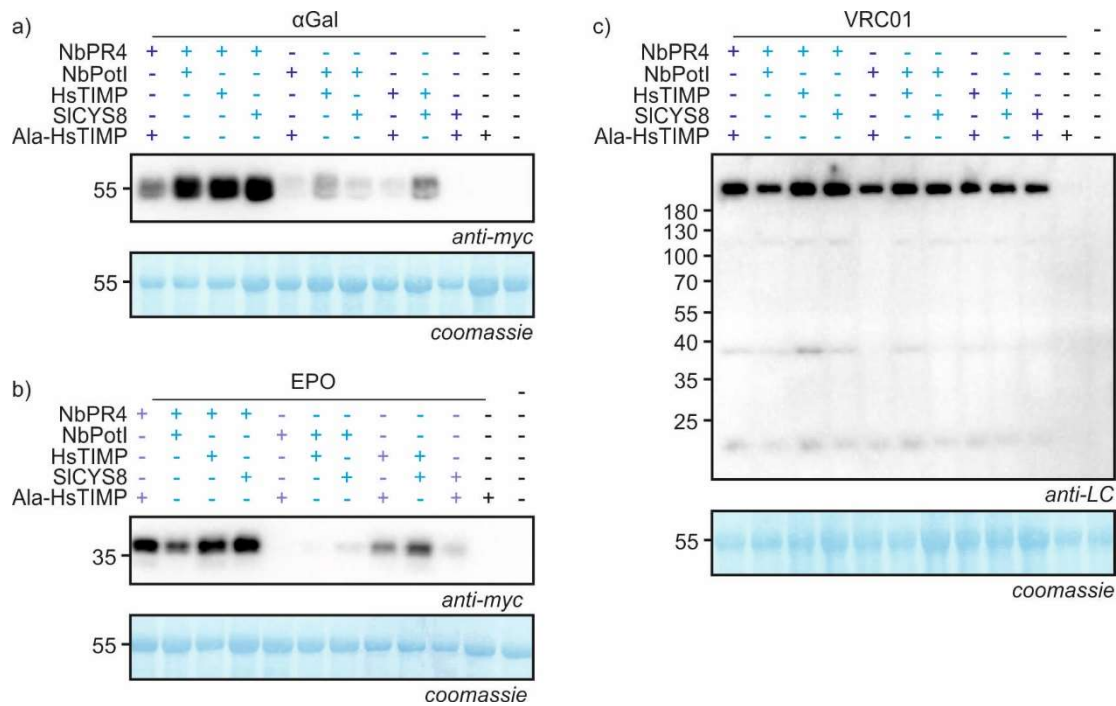 a)
αGal -
NbPR4 + + + + - - - - - - - -
NbPotI - + - - + + + - - - - -
HsTIMP - - + - - + - + + - - -
SlCYS8 - - - + - - + - + + - -
Ala-HsTIMP + - - - + - - + - + + -
55
anti-myc
55
coomassie
b)
EPO -
NbPR4 + + + + - - - - - - - -
NbPotI - + - - + + + - - - - -
HsTIMP - - + - - + - + + - - -
SlCYS8 - - - + - - + - + + - -
Ala-HsTIMP + - - - + - - + - + + -
35
anti-myc
55
coomassie
c)
VRC01 -
NbPR4 + + + + - - - - - - - -
NbPotI - + - - + + + - - - - -
HsTIMP - - + - - + - + + - - -
SlCYS8 - - - + - - + - + + - -
Ala-HsTIMP + - - - + - - + - + + -
180
130
100
70
55
40
35
25
anti-LC
55
coomassie